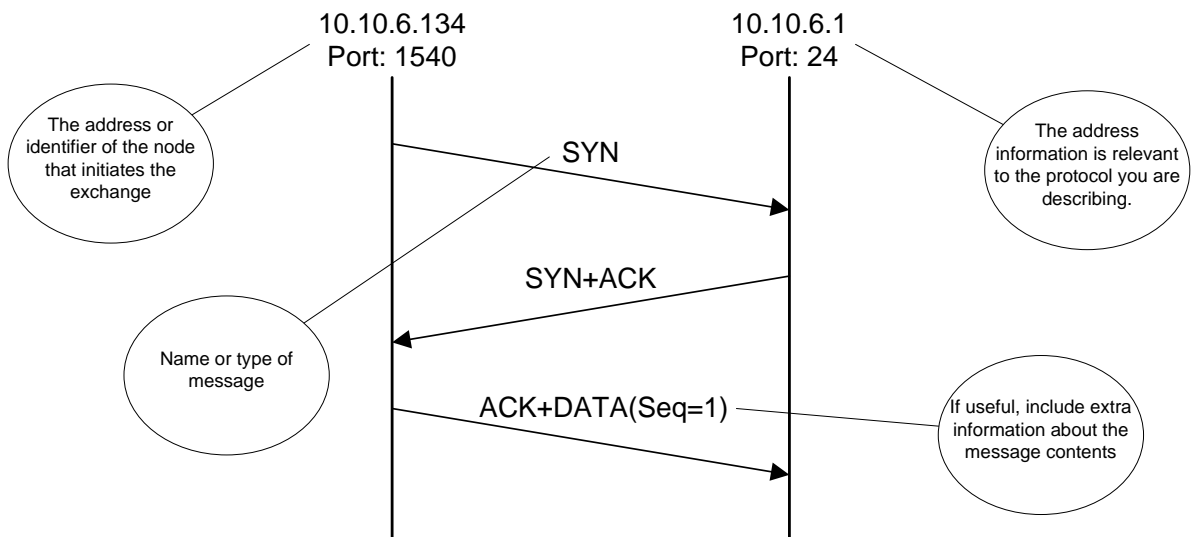 10.10.6.134
Port: 1540
10.10.6.1
Port: 24
The address or
identifier of the node
that initiates the
exchange
SYN
The address
information is relevant
to the protocol you are
describing.
SYN+ACK
Name or type of
message
ACK+DATA(Seq=1)
If useful, include extra
information about the
message contents